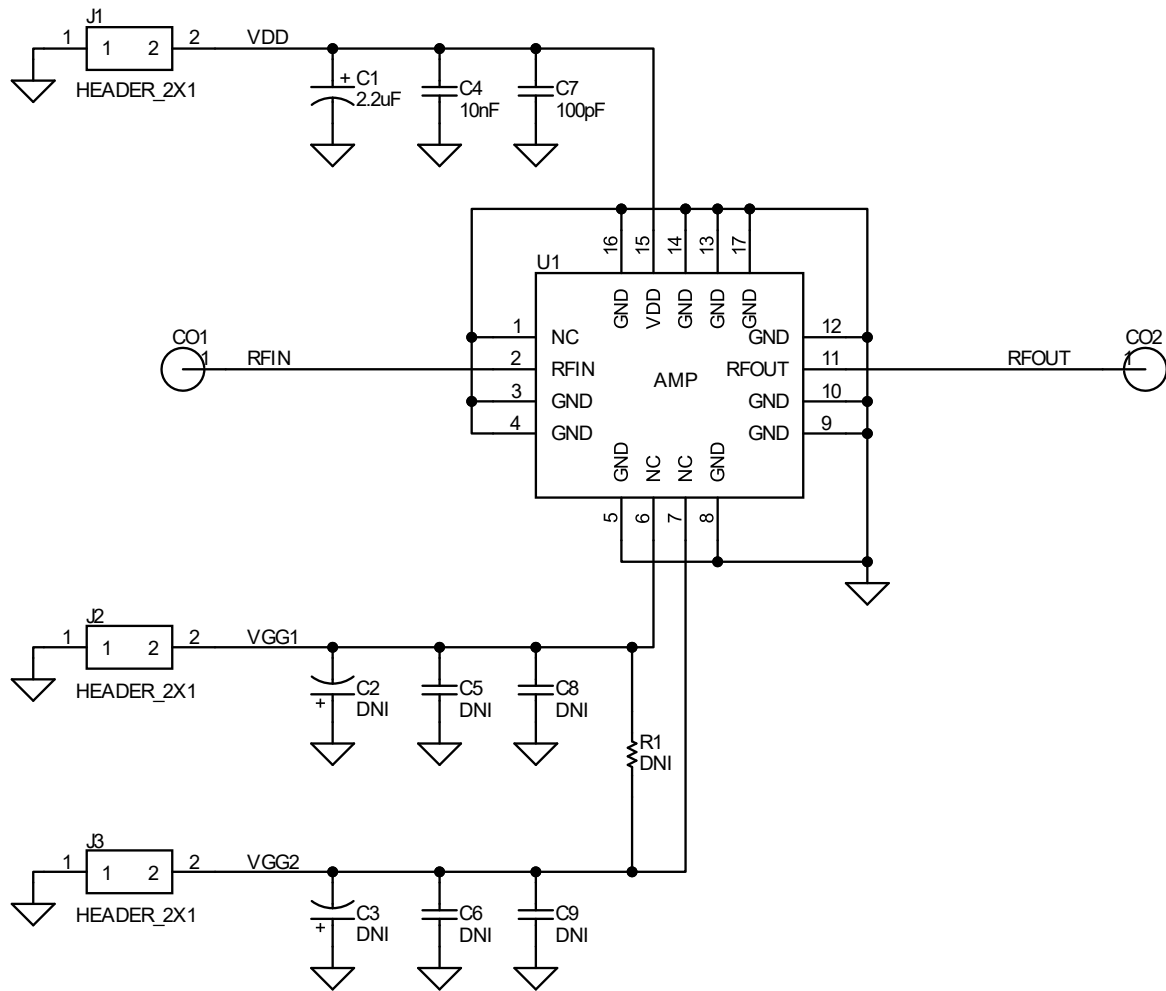 J1
1 1 2 2 VDD
HEADER_2X1
+ C1
2.2uF
C4
10nF
C7
100pF
16 15 14 13 17
U1
GND VDD GND GND GND
1 NC GND 12
CO1
1 RFIN 2 RFIN AMP RFOUT 11 RFOUT
CO2
1
3 GND GND 10
4 GND GND 9
GND NC NC GND
5 6 7 8
J2
1 1 2 2 VGG1
HEADER_2X1
+ C2
DNI
C5
DNI
C8
DNI
R1
DNI
J3
1 1 2 2 VGG2
HEADER_2X1
+ C3
DNI
C6
DNI
C9
DNI